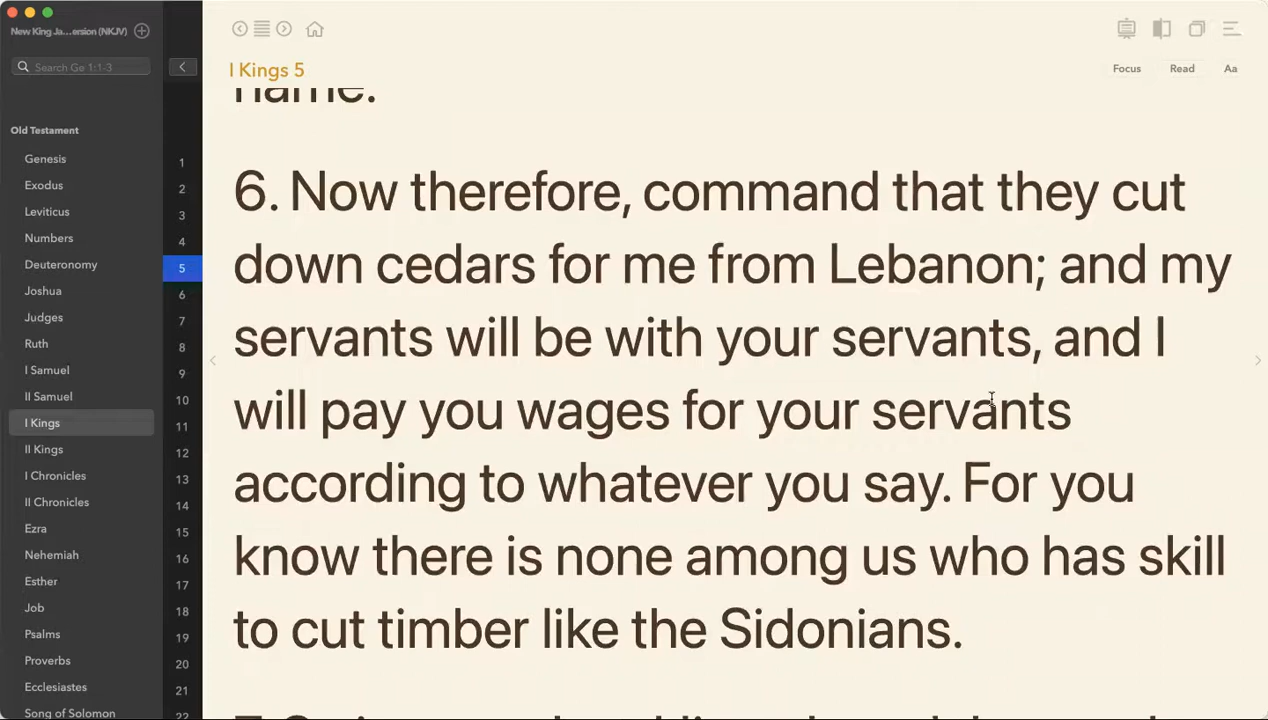 New King Ja...ersion (NKJV)
Search Ge 1:1-3
Old Testament
Genesis
Exodus
Leviticus
Numbers
Deuteronomy
Joshua
Judges
Ruth
I Samuel
II Samuel
I Kings
II Kings
I Chronicles
II Chronicles
Ezra
Nehemiah
Esther
Job
Psalms
Proverbs
Ecclesiastes
Song of Solomon
1
2
3
4
5
6
7
8
9
10
11
12
13
14
15
16
17
18
19
20
21
22
I Kings 5
Focus
Read
Aa
name.
6. Now therefore, command that they cut
down cedars for me from Lebanon; and my
servants will be with your servants, and I
will pay you wages for your servants
according to whatever you say. For you
know there is none among us who has skill
to cut timber like the Sidonians.